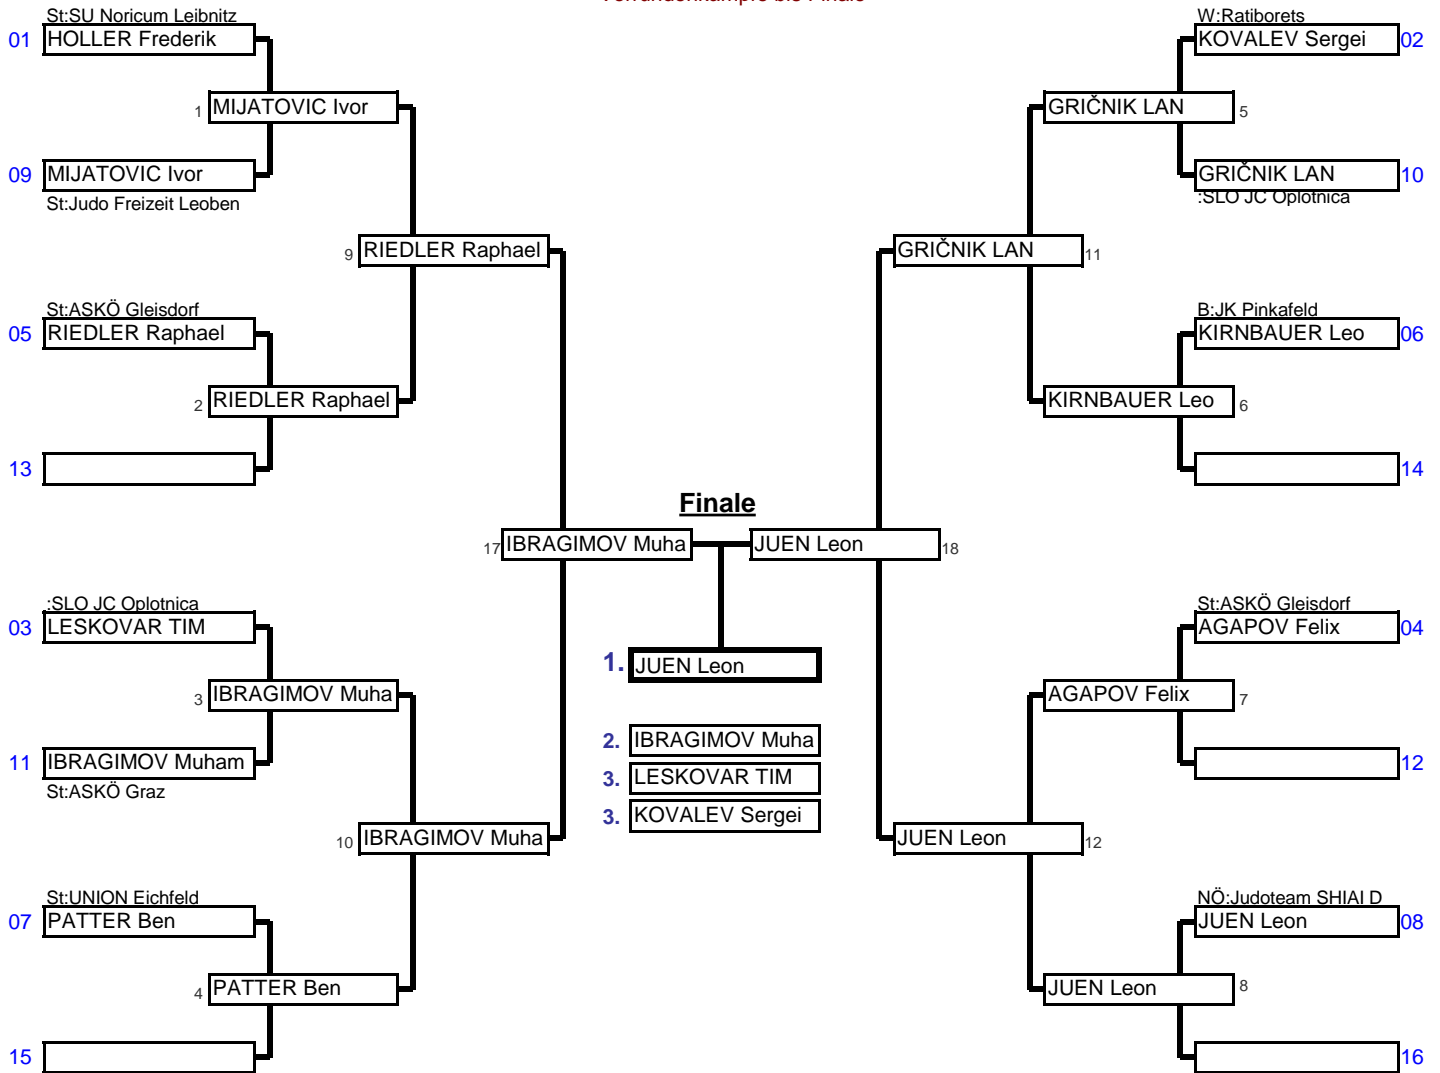 St:SU Noricum Leibnitz
01 HOLLER Frederik
1 MIJATOVIC Ivor
09 MIJATOVIC Ivor
St:Judo Freizeit Leoben
9 RIEDLER Raphael
St:ASKÖ Gleisdorf
05 RIEDLER Raphael
2 RIEDLER Raphael
13
17 IBRAGIMOV Muha
:SLO JC Oplotnica
03 LESKOVAR TIM
3 IBRAGIMOV Muha
11 IBRAGIMOV Muham
St:ASKÖ Graz
10 IBRAGIMOV Muha
St:UNION Eichfeld
07 PATTER Ben
4 PATTER Ben
15
Finale
1. JUEN Leon
2. IBRAGIMOV Muha
3. LESKOVAR TIM
3. KOVALEV Sergei
W:Ratiborets
KOVALEV Sergei 02
GRIČNIK LAN 5
GRIČNIK LAN 10
:SLO JC Oplotnica
GRIČNIK LAN 11
B:JK Pinkafeld
KIRNBAUER Leo 06
KIRNBAUER Leo 6
14
JUEN Leon 18
St:ASKÖ Gleisdorf
AGAPOV Felix 04
AGAPOV Felix 7
12
JUEN Leon 12
NÖ:Judoteam SHIAI D
JUEN Leon 08
JUEN Leon 8
16